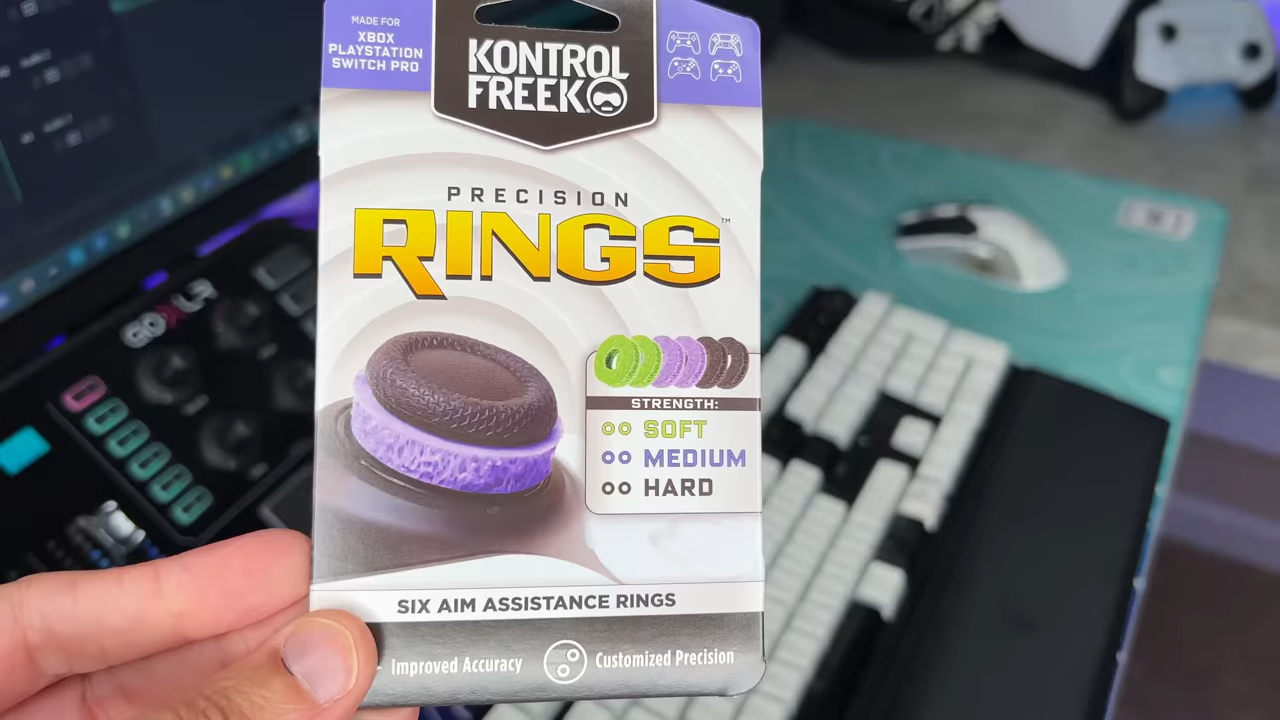 MADE FOR
XBOX
PLAYSTATION
SWITCH PRO
KONTROL
FREEK
PRECISION
RINGS™
STRENGTH:
SOFT
MEDIUM
HARD
SIX AIM ASSISTANCE RINGS
Improved Accuracy
Customized Precision